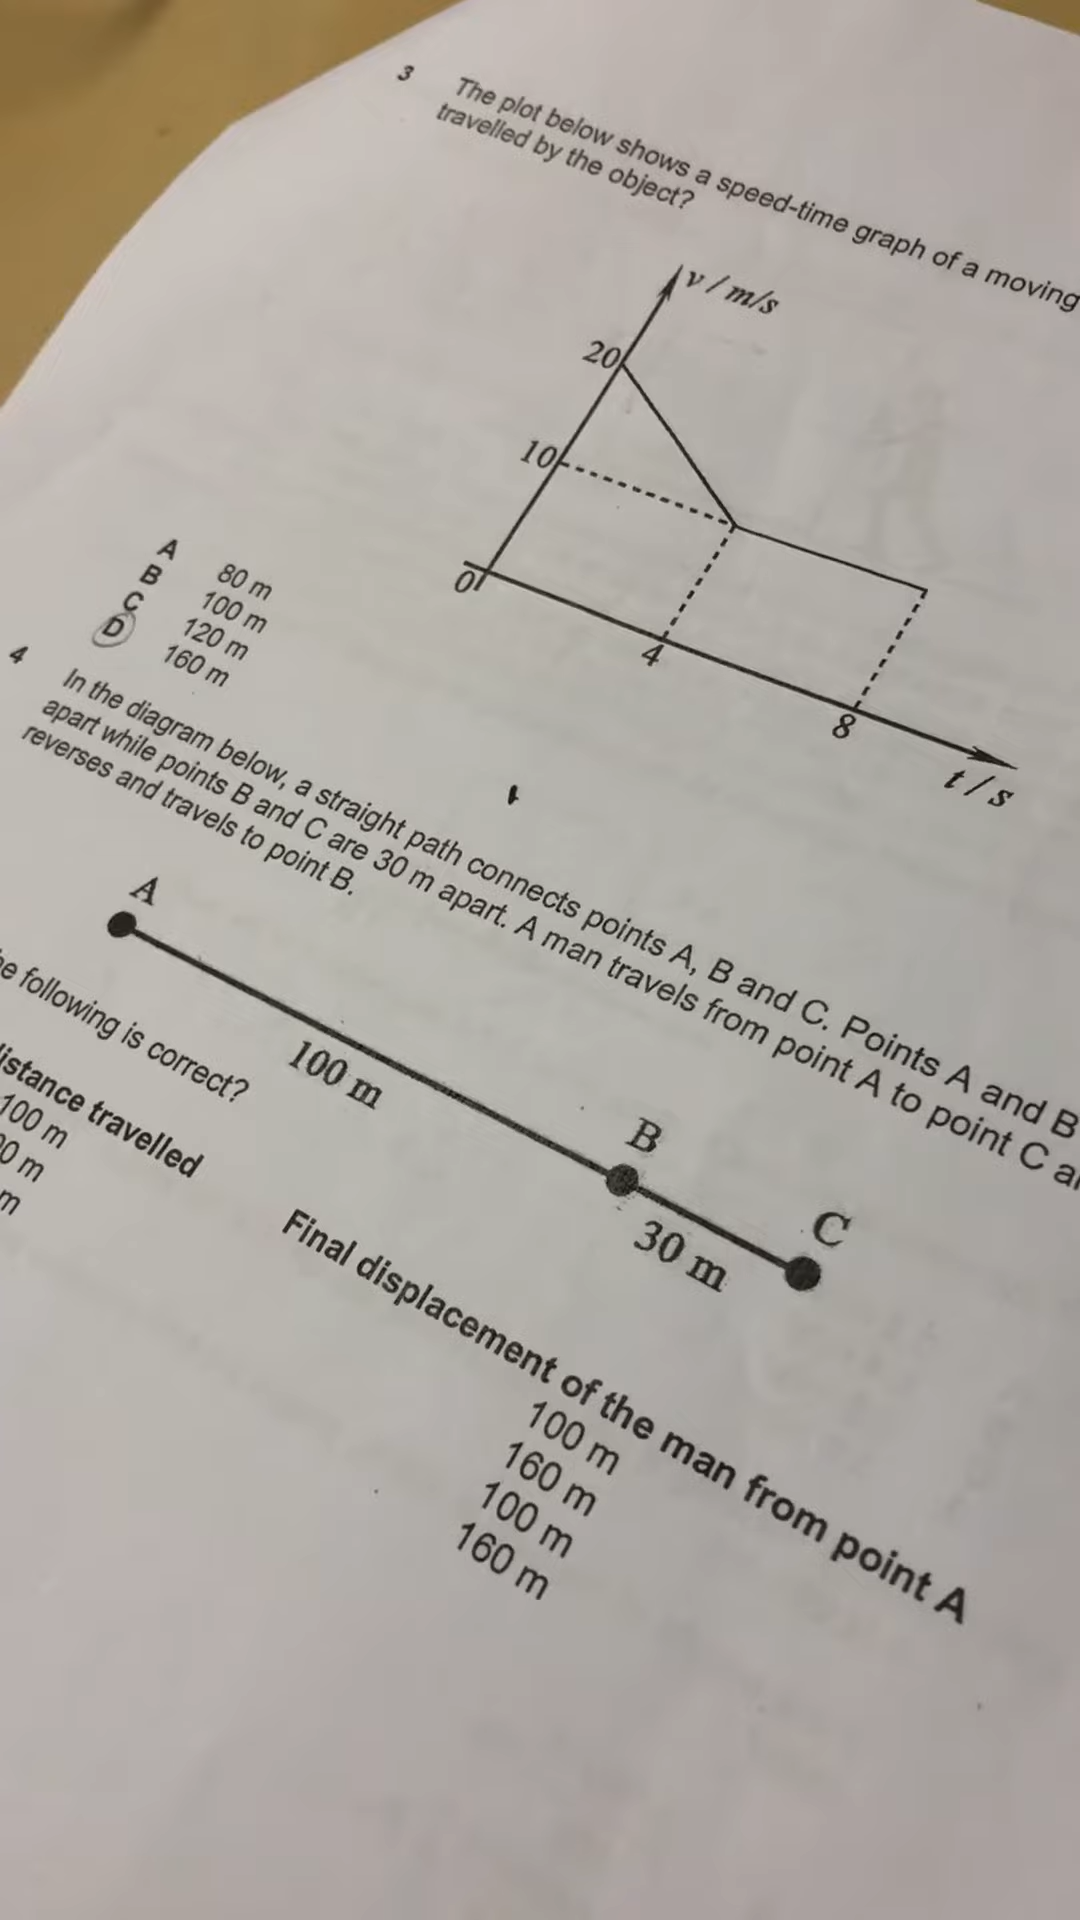 3 The plot below shows a speed-time graph of a moving
travelled by the object?
v / m/s
20
10
0
4
8
t / s
A 80 m
B 100 m
C 120 m
D 160 m
4 In the diagram below, a straight path connects points A, B and C. Points A and B
apart while points B and C are 30 m apart. A man travels from point A to point C
reverses and travels to point B.
A
100 m
B
30 m
C
following is correct?
distance travelled Final displacement of the man from point A
100 m 100 m
0 m 160 m
m 100 m
160 m